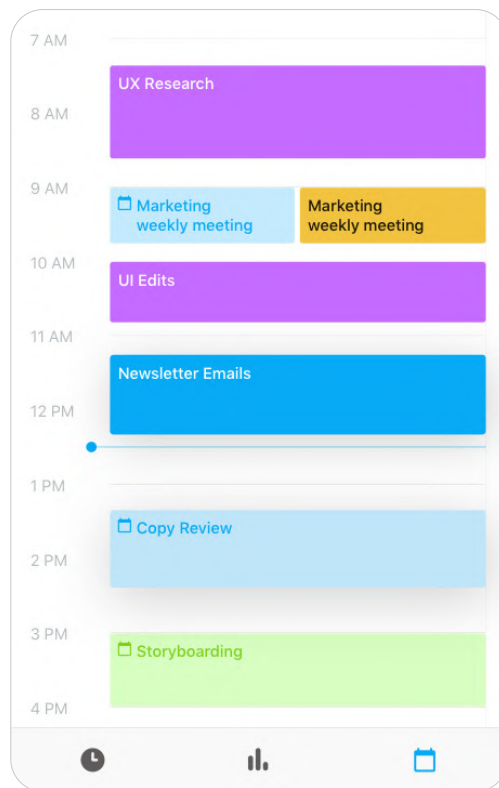 7 AM
UX Research
8 AM
9 AM
Marketing
weekly meeting
Marketing
weekly meeting
10 AM
UI Edits
11 AM
Newsletter Emails
12 PM
1 PM
Copy Review
2 PM
3 PM
Storyboarding
4 PM